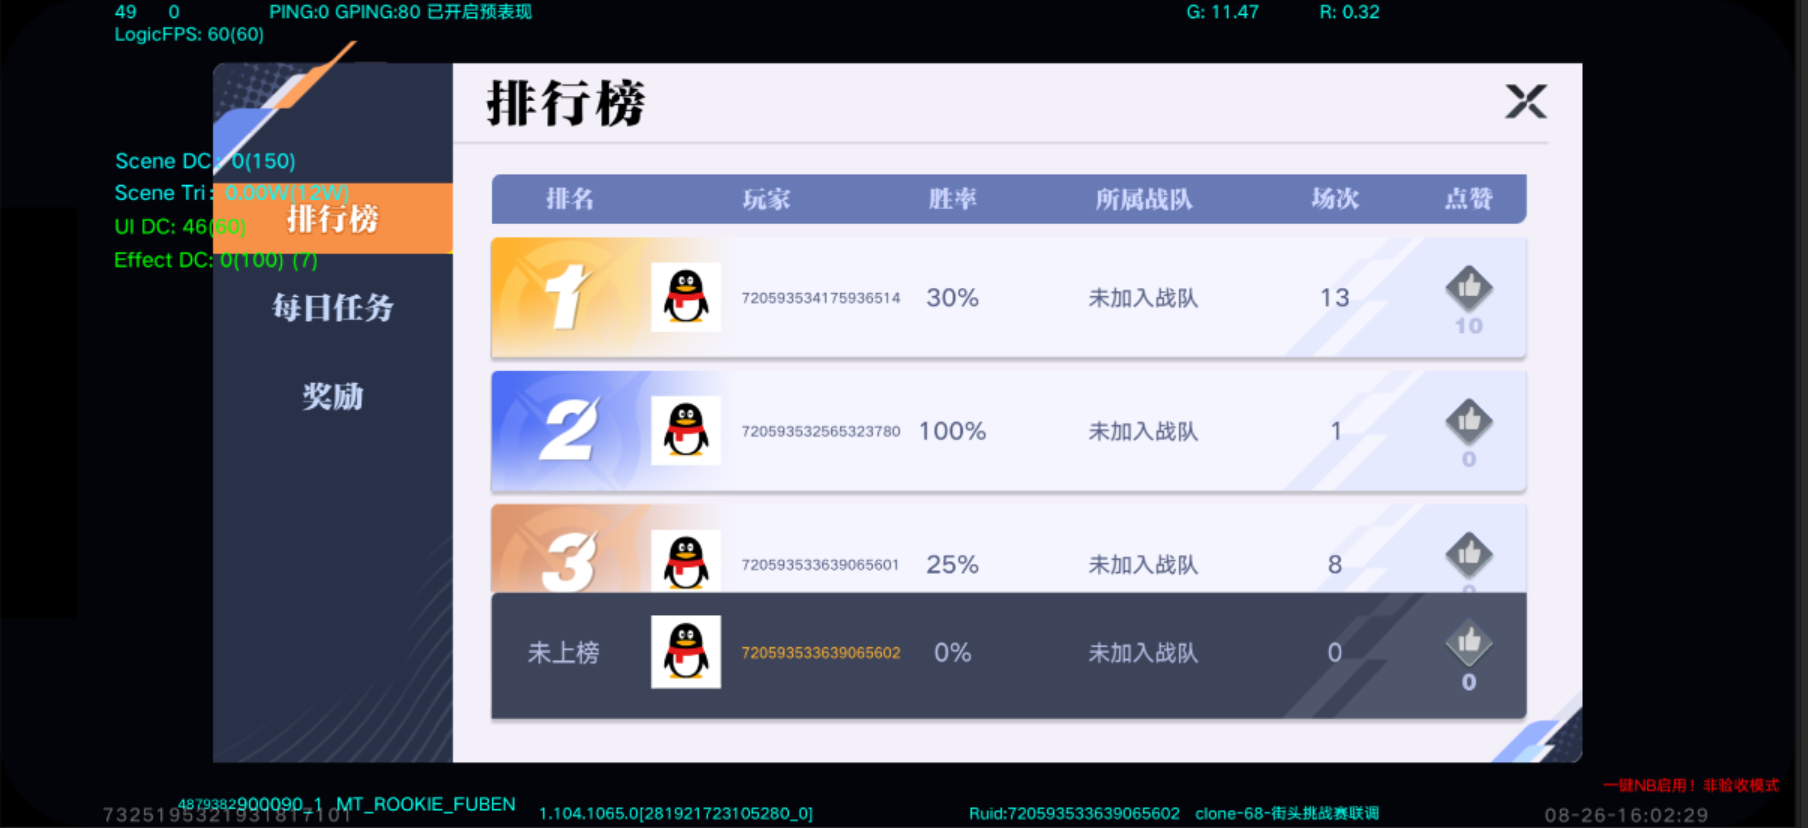 49 0 PING:0 GPING:80 已开启预表现 G: 11.47 R: 0.32
LogicFPS: 60(60)
排行榜
Scene DC: 0(150)
Scene Tri: 0.00W(12W)
UI DC: 46(60)
Effect DC: 0(100) (7)
排行榜
每日任务
奖励
排名 玩家 胜率 所属战队 场次 点赞
1 720593534175936514 30% 未加入战队 13 10
2 720593532565323780 100% 未加入战队 1 0
3 720593533639065601 25% 未加入战队 8 0
未上榜 720593533639065602 0% 未加入战队 0 0
一键NB启用！非验收模式
4879382900090_1 MT_ROOKIE_FUBEN
1.104.1065.0[281921723105280_0] Ruid:720593533639065602 clone-68-街头挑战赛联调 08-26-16:02:29